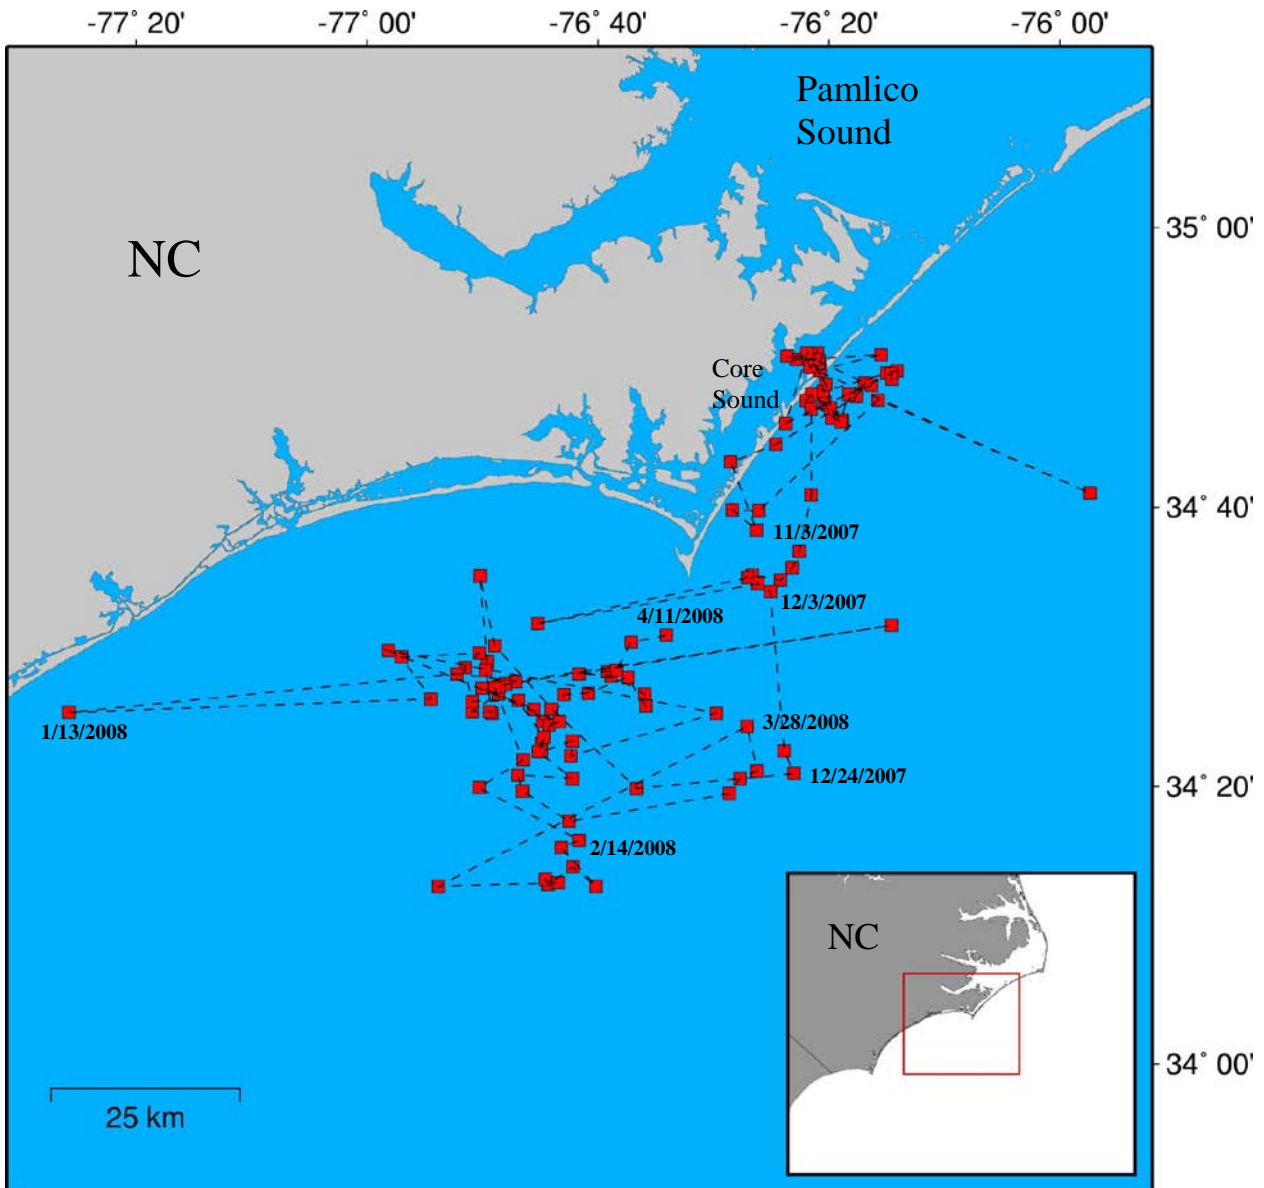 -77° 20'
-77° 00'
-76° 40'
-76° 20'
-76° 00'
Pamlico
Sound
NC
35° 00'
Core
Sound
34° 40'
11/3/2007
12/3/2007
4/11/2008
3/28/2008
1/13/2008
12/24/2007
34° 20'
2/14/2008
NC
34° 00'
25 km